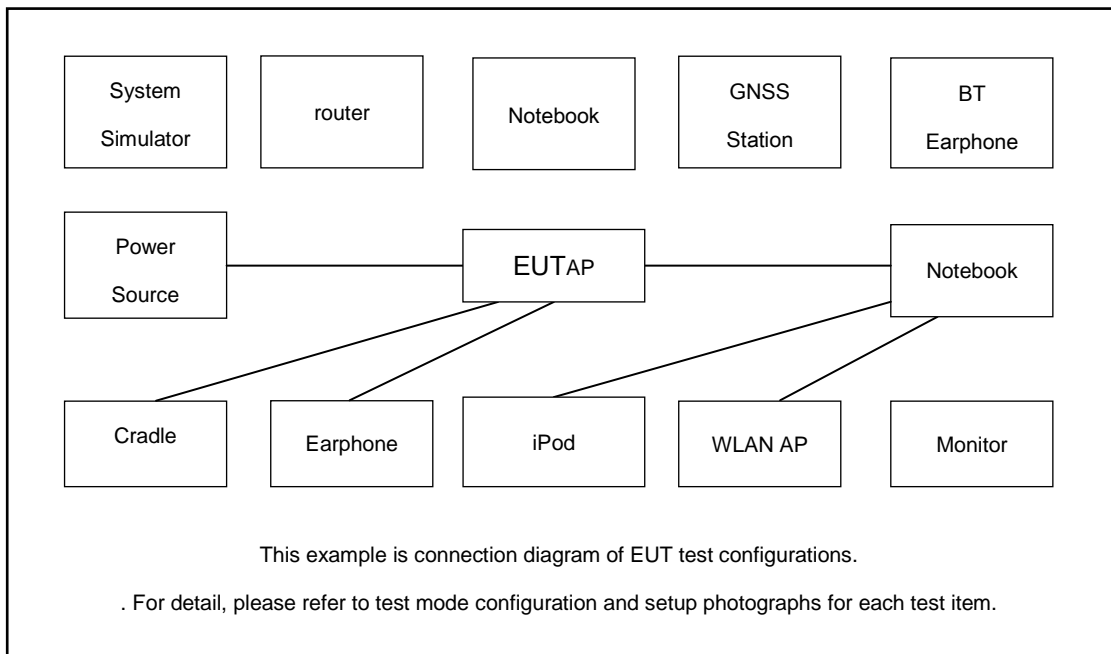 System
Simulator
router
Notebook
GNSS
Station
BT
Earphone
Power
Source
EUTAP
Notebook
Cradle
Earphone
iPod
WLAN AP
Monitor
This example is connection diagram of EUT test configurations.
. For detail, please refer to test mode configuration and setup photographs for each test item.